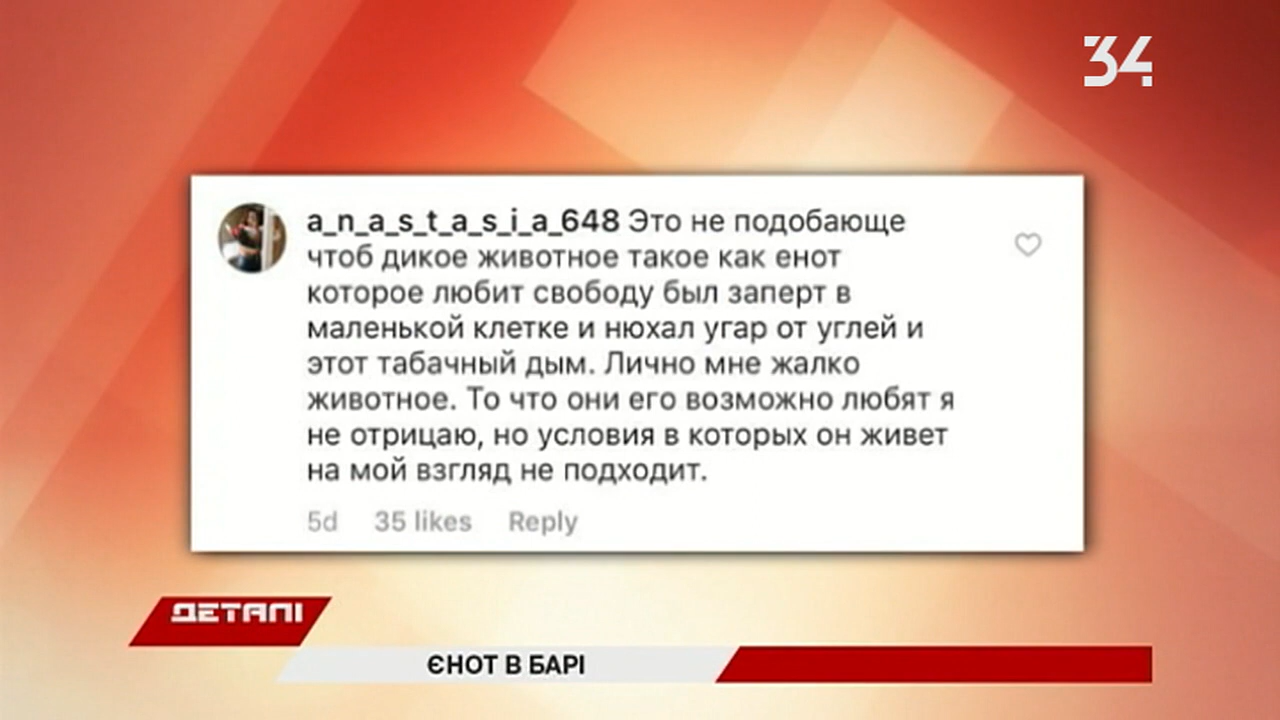 34
a_n_a_s_t_a_s_i_a_648 Это не подобающе
чтоб дикое животное такое как енот
которое любит свободу был заперт в
маленькой клетке и нюхал угар от углей и
этот табачный дым. Лично мне жалко
животное. То что они его возможно любят я
не отрицаю, но условия в которых он живет
на мой взгляд не подходит.
5d 35 likes Reply
ДЕТАЛІ
ЄНОТ В БАРІ